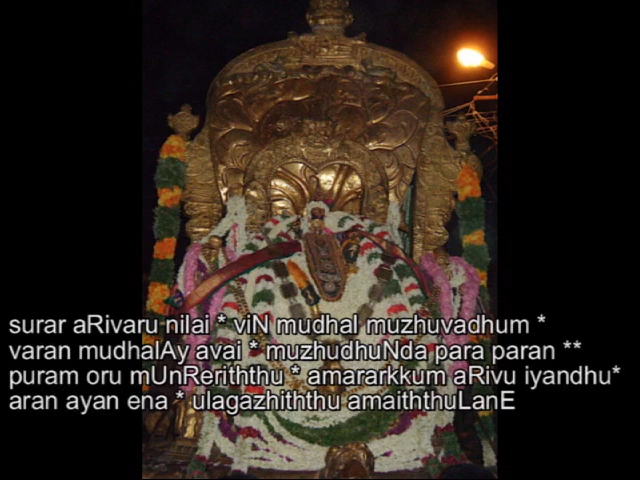 surar aRivaru nilai * viN mudhal muzhuvadhum *
varan mudhalAy avai * muzhudhuNda para paran **
puram oru mUnReriththu * amararkkum aRivu iyandhu*
aran ayan ena * ulagazhiththu amaiththuLanE